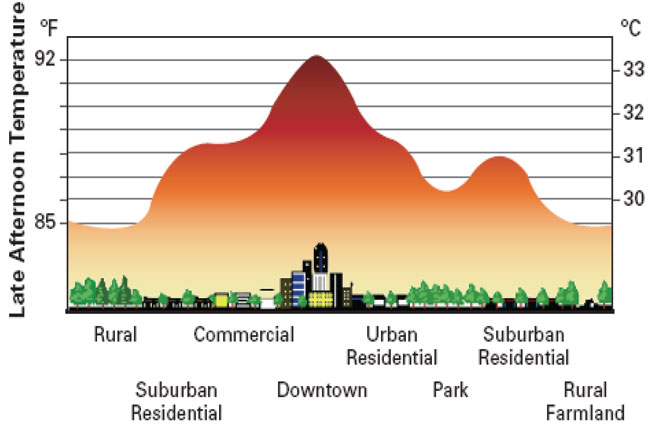 Late Afternoon Temperature
°F
°C
92
85
33
32
31
30
Rural
Commercial
Urban
Residential
Suburban
Residential
Suburban
Residential
Downtown
Park
Rural
Farmland